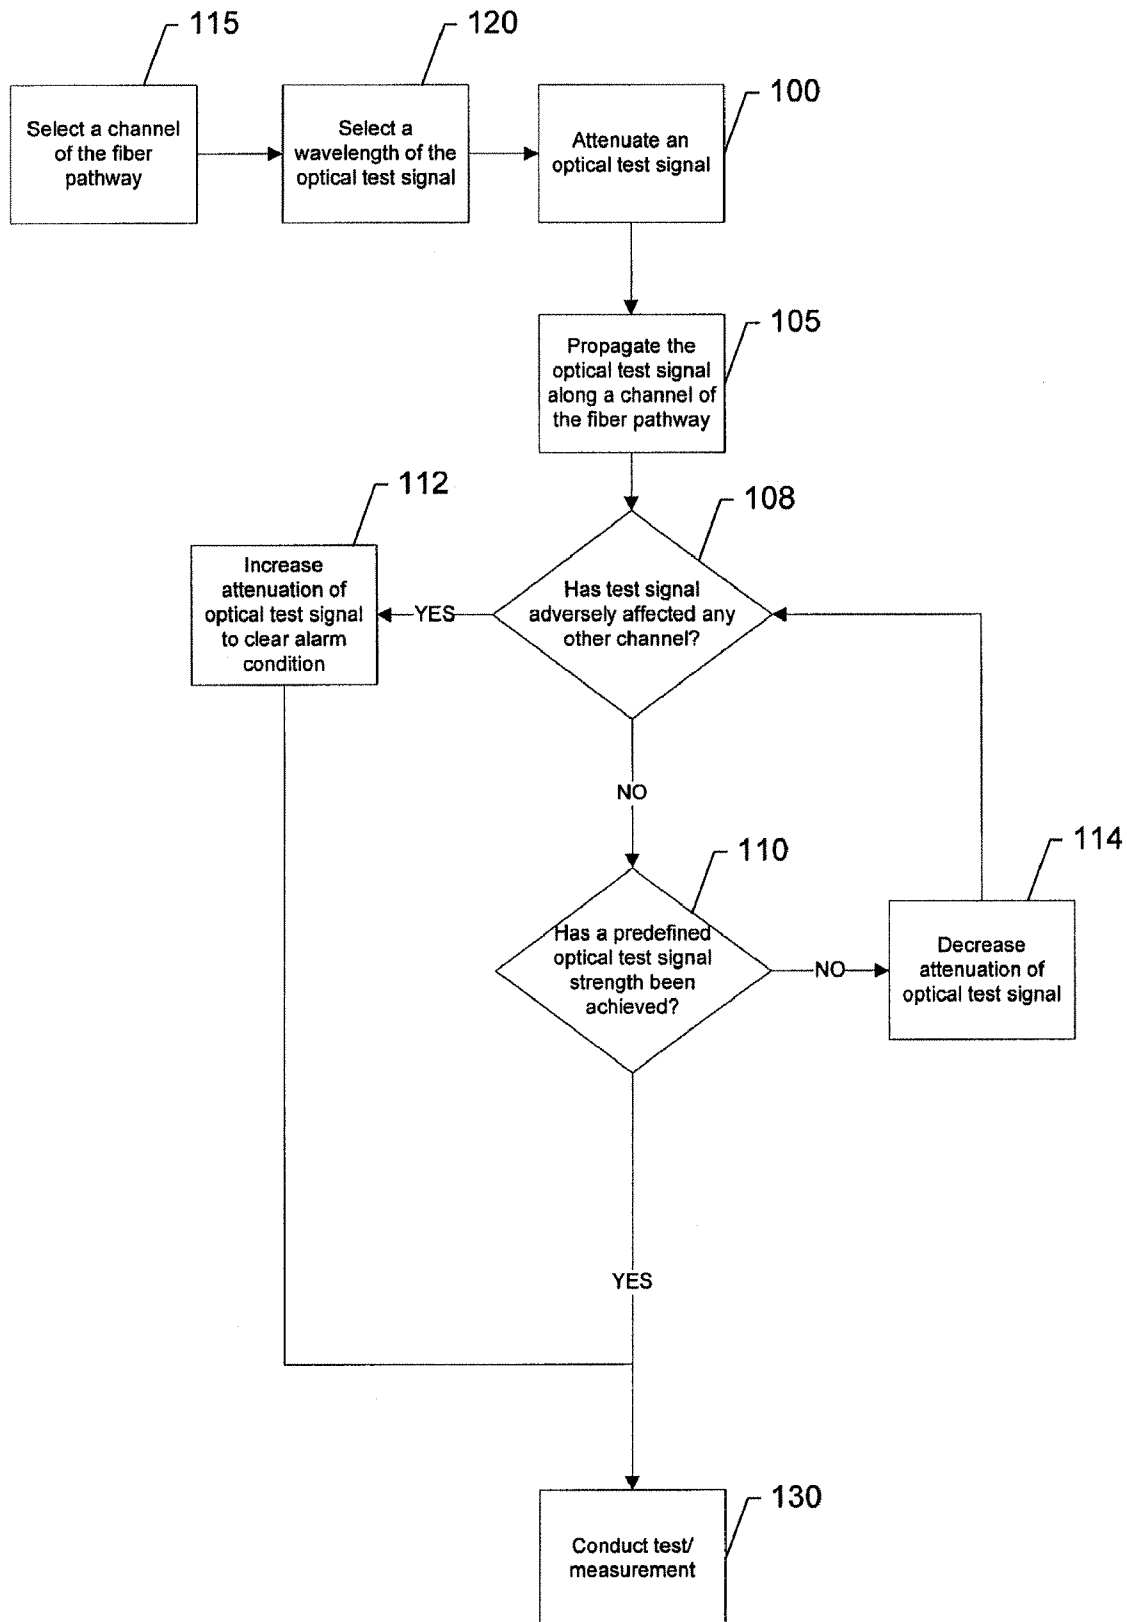 115
120
100
Select a channel
of the fiber
pathway
Select a
wavelength of the
optical test signal
Attenuate an
optical test signal
105
Propagate the
optical test signal
along a channel of
the fiber pathway
112
108
Increase
attenuation of
optical test signal
to clear alarm
condition
YES
Has test signal
adversely affected any
other channel?
NO
110
114
Has a predefined
optical test signal
strength been
achieved?
NO
Decrease
attenuation of
optical test signal
YES
130
Conduct test/
measurement